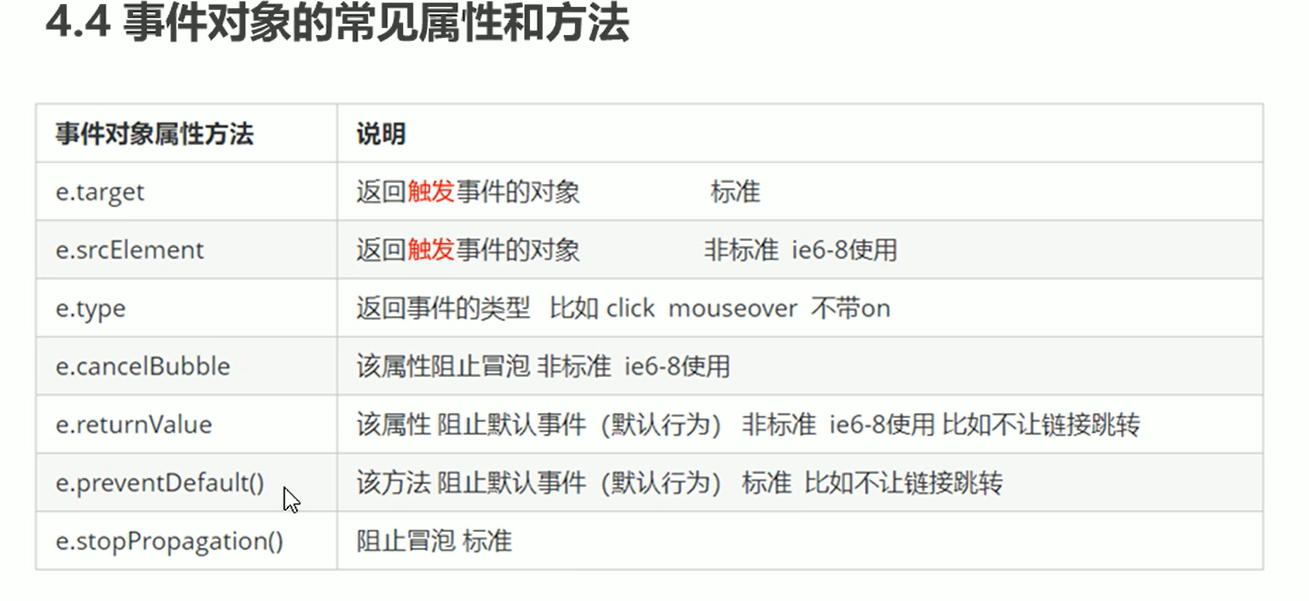 4.4 事件对象的常见属性和方法
事件对象属性方法 说明
e.target 返回触发事件的对象 标准
e.srcElement 返回触发事件的对象 非标准 ie6-8使用
e.type 返回事件的类型 比如 click mouseover 不带on
e.cancelBubble 该属性阻止冒泡 非标准 ie6-8使用
e.returnValue 该属性 阻止默认事件（默认行为） 非标准 ie6-8使用 比如不让链接跳转
e.preventDefault() 该方法 阻止默认事件（默认行为） 标准 比如不让链接跳转
e.stopPropagation() 阻止冒泡 标准